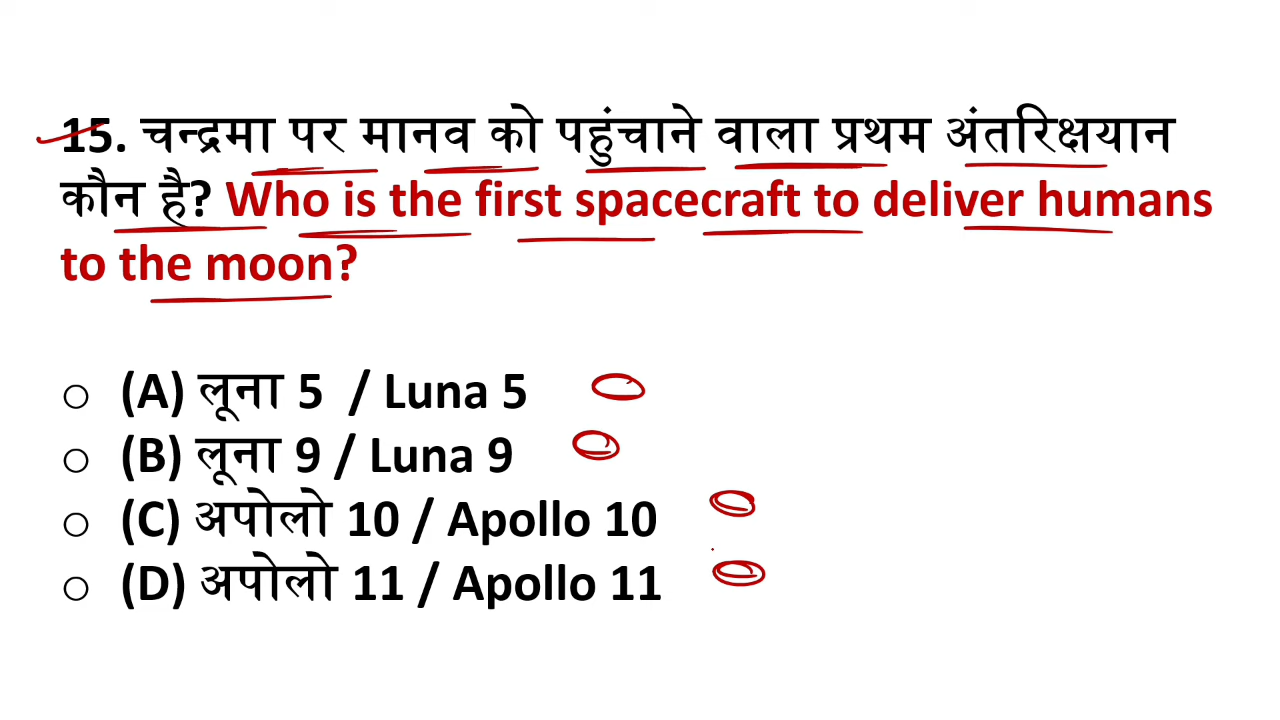 15. चन्द्रमा पर मानव को पहुंचाने वाला प्रथम अंतरिक्षयान
कौन है? Who is the first spacecraft to deliver humans
to the moon?
(A) लूना 5 / Luna 5
(B) लूना 9 / Luna 9
(C) अपोलो 10 / Apollo 10
(D) अपोलो 11 / Apollo 11